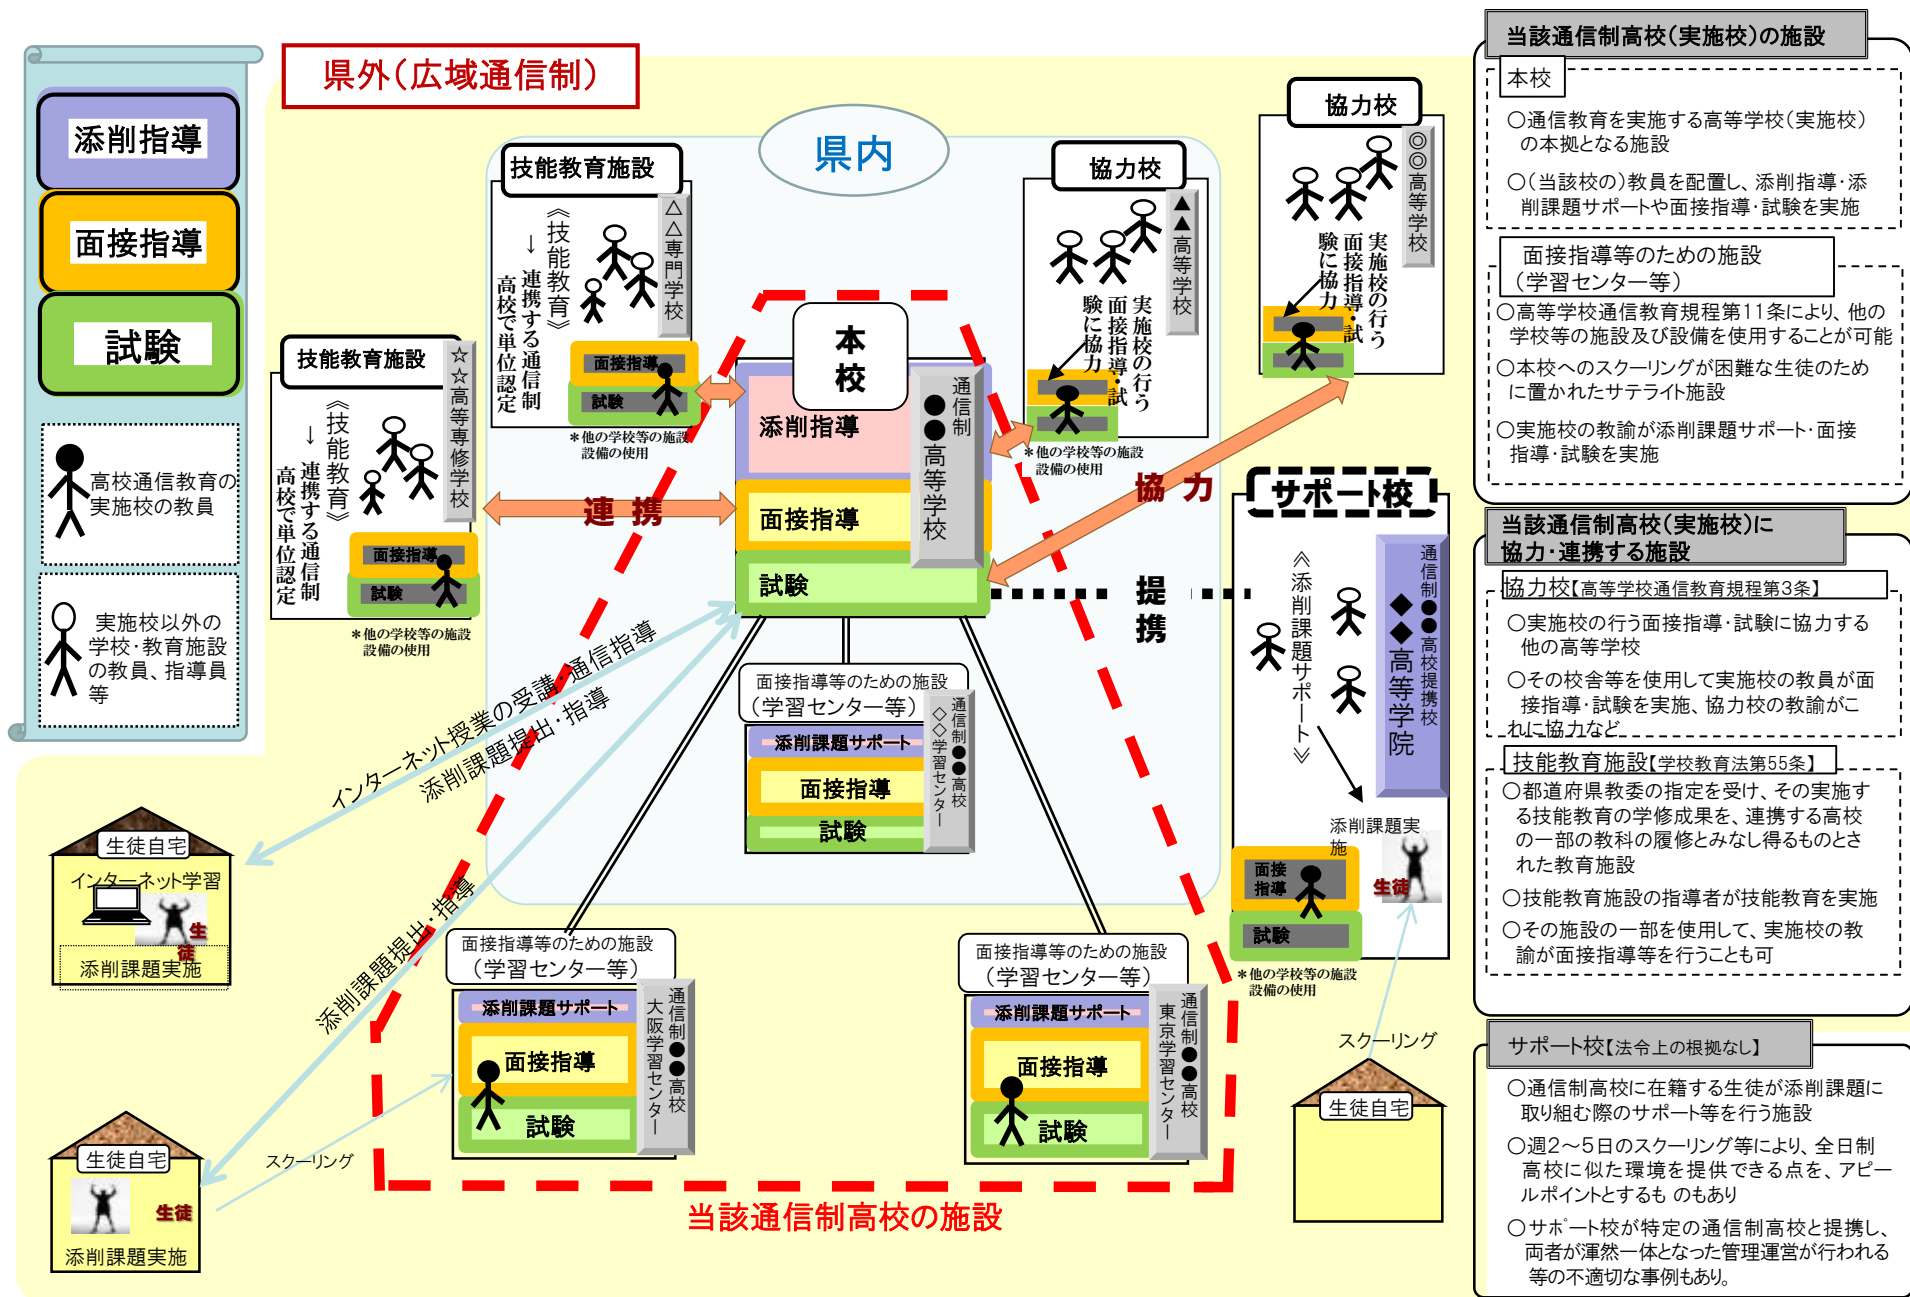 添削指導
面接指導
試験
高校通信教育の
実施校の教員
実施校以外の
学校・教育施設
の教員、指導員
等
県外（広域通信制）
県内
技能教育施設
☆☆高等専修学校
《技能教育》
→連携する通信制
高校で単位認定
面接指導
試験
＊他の学校等の施設
設備の使用
技能教育施設
△△専門学校
《技能教育》
→連携する通信制
高校で単位認定
面接指導
試験
＊他の学校等の施設
設備の使用
本校
通信制
●●高等学校
添削指導
面接指導
試験
協力校
▲▲高等学校
実施校の行う
面接指導・試
験に協力
＊他の学校等の施設
設備の使用
協力校
◎◎高等学校
実施校の行う
面接指導・試
験に協力
連携
協力
提携
サポート校
通信制●●高校提携校
◆◆高等学院
《添削課題サポート》
添削課題実
施
生徒
面接
指導
試験
＊他の学校等の施設
設備の使用
スクーリング
生徒自宅
インターネット授業の受講・通信指導
添削課題提出・指導
添削課題提出・指導
生徒自宅
インターネット学習
生
徒
添削課題実施
生徒自宅
生徒
添削課題実施
スクーリング
面接指導等のための施設
（学習センター等）
通信制●●高校
◇◇学習センター
添削課題サポート
面接指導
試験
面接指導等のための施設
（学習センター等）
通信制●●高校
大阪学習センター
添削課題サポート
面接指導
試験
面接指導等のための施設
（学習センター等）
通信制●●高校
東京学習センター
添削課題サポート
面接指導
試験
当該通信制高校の施設
当該通信制高校（実施校）の施設
本校
○通信教育を実施する高等学校（実施校）
の本拠となる施設
○（当該校の）教員を配置し、添削指導・添
削課題サポートや面接指導・試験を実施
面接指導等のための施設
（学習センター等）
○高等学校通信教育規程第11条により、他の
学校等の施設及び設備を使用することが可能
○本校へのスクーリングが困難な生徒のため
に置かれたサテライト施設
○実施校の教諭が添削課題サポート・面接
指導・試験を実施
当該通信制高校（実施校）に
協力・連携する施設
協力校【高等学校通信教育規程第3条】
○実施校の行う面接指導・試験に協力する
他の高等学校
○その校舎等を使用して実施校の教員が面
接指導・試験を実施、協力校の教諭がこ
れに協力など
技能教育施設【学校教育法第55条】
○都道府県教委の指定を受け、その実施す
る技能教育の学修成果を、連携する高校
の一部の教科の履修とみなし得るものとさ
れた教育施設
○技能教育施設の指導者が技能教育を実施
○その施設の一部を使用して、実施校の教
諭が面接指導等を行うことも可
サポート校【法令上の根拠なし】
○通信制高校に在籍する生徒が添削課題に
取り組む際のサポート等を行う施設
○週2～5日のスクーリング等により、全日制
高校に似た環境を提供できる点を、アピー
ルポイントとするも のもあり
○サポート校が特定の通信制高校と提携し、
両者が渾然一体となった管理運営が行われる
等の不適切な事例もあり。